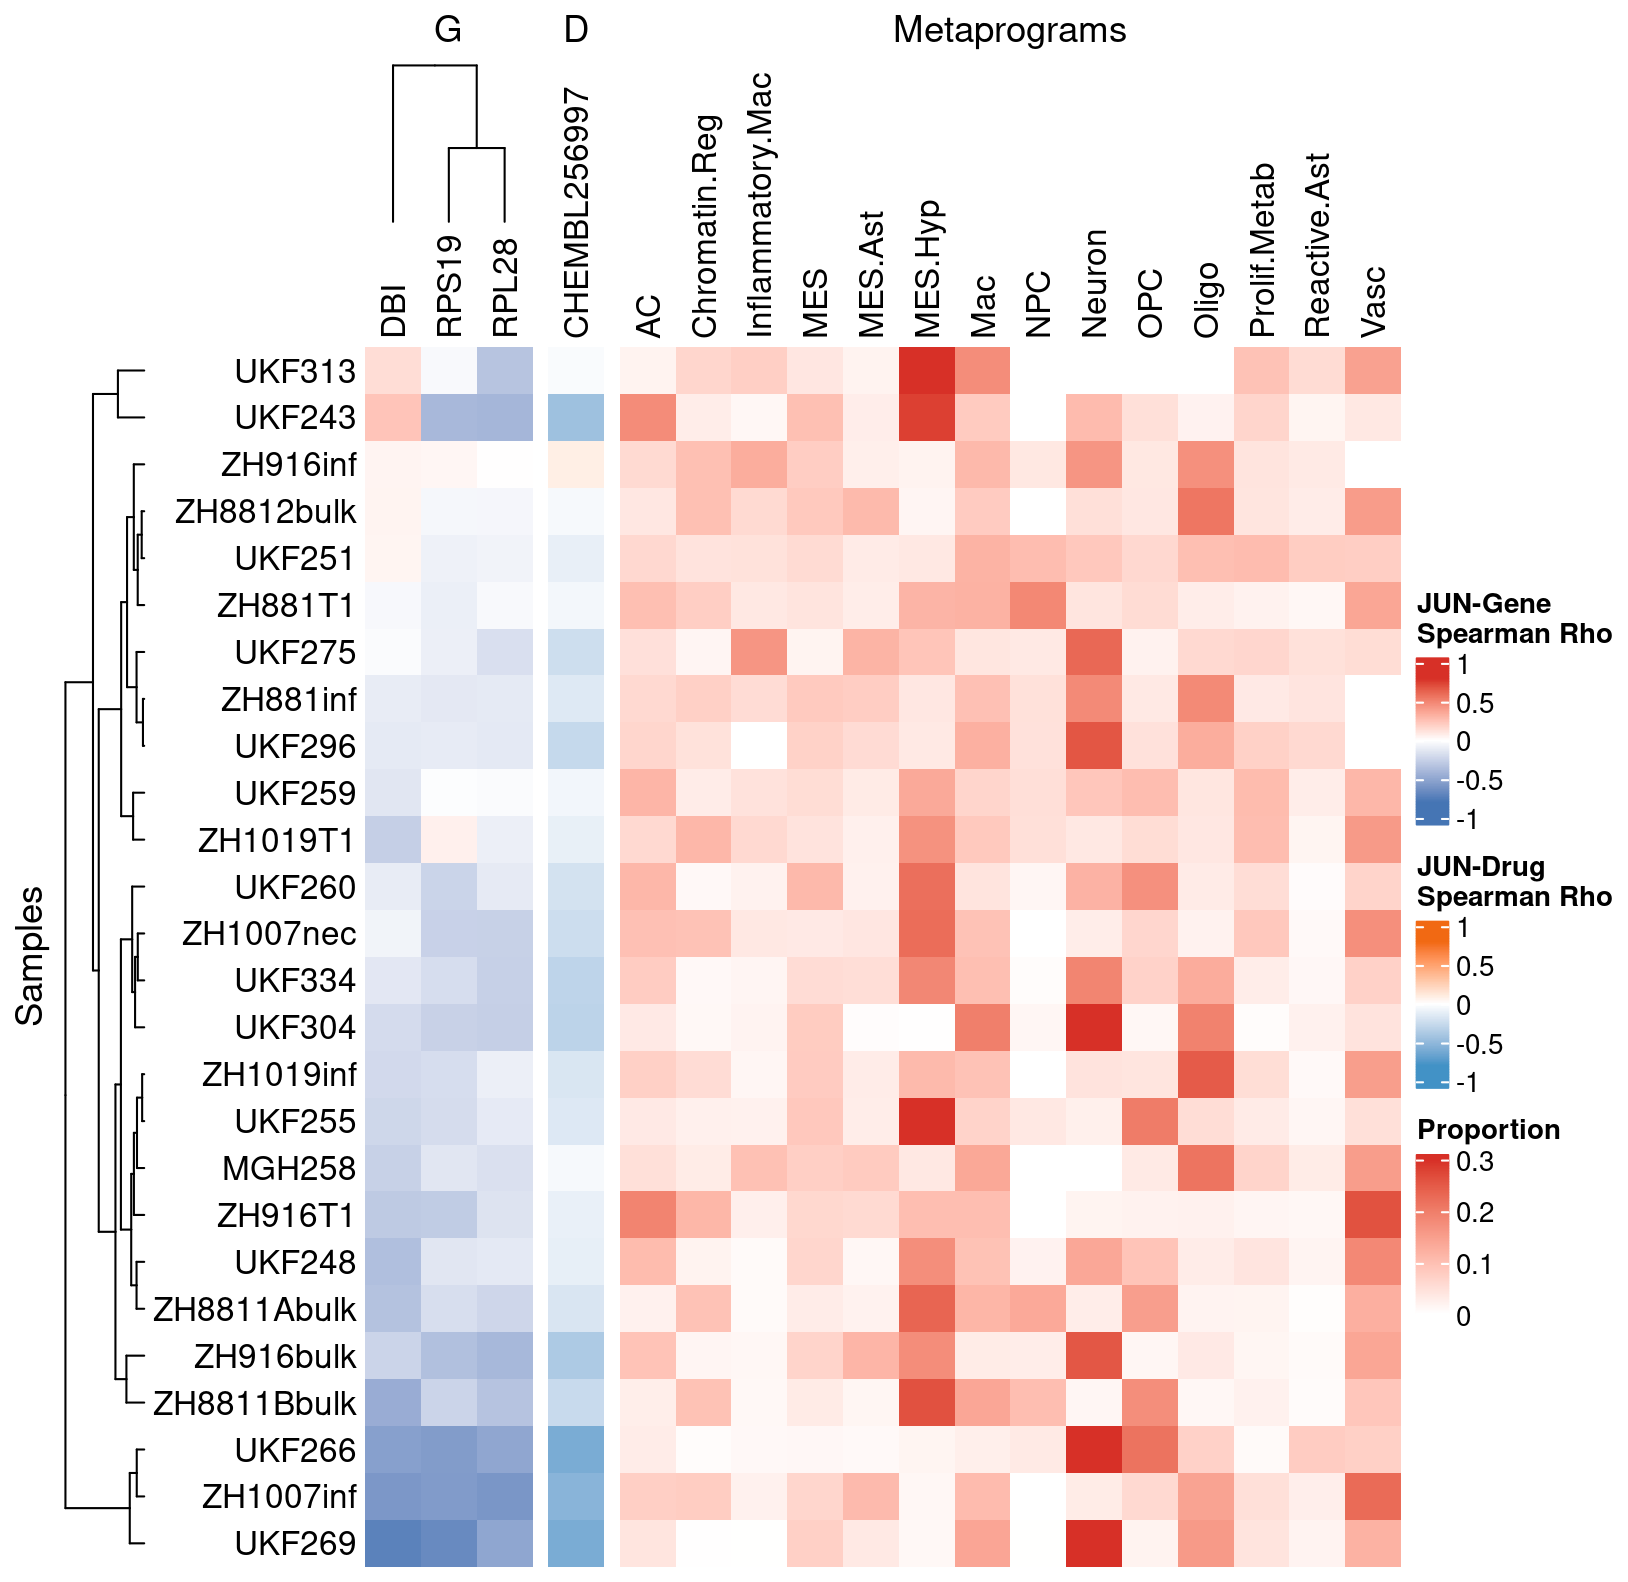 G
D
Metaprograms
DBI
RPS19
RPL28
CHEMBL256997
AC
Chromatin.Reg
Inflammatory.Mac
MES
MES.Ast
MES.Hyp
Mac
NPC
Neuron
OPC
Oligo
Prolif.Metab
Reactive.Ast
Vasc
Samples
UKF313
UKF243
ZH916inf
ZH8812bulk
UKF251
ZH881T1
UKF275
ZH881inf
UKF296
UKF259
ZH1019T1
UKF260
ZH1007nec
UKF334
UKF304
ZH1019inf
UKF255
MGH258
ZH916T1
UKF248
ZH8811Abulk
ZH916bulk
ZH8811Bbulk
UKF266
ZH1007inf
UKF269
JUN-Gene
Spearman Rho
1
0.5
0
-0.5
-1
JUN-Drug
Spearman Rho
1
0.5
0
-0.5
-1
Proportion
0.3
0.2
0.1
0